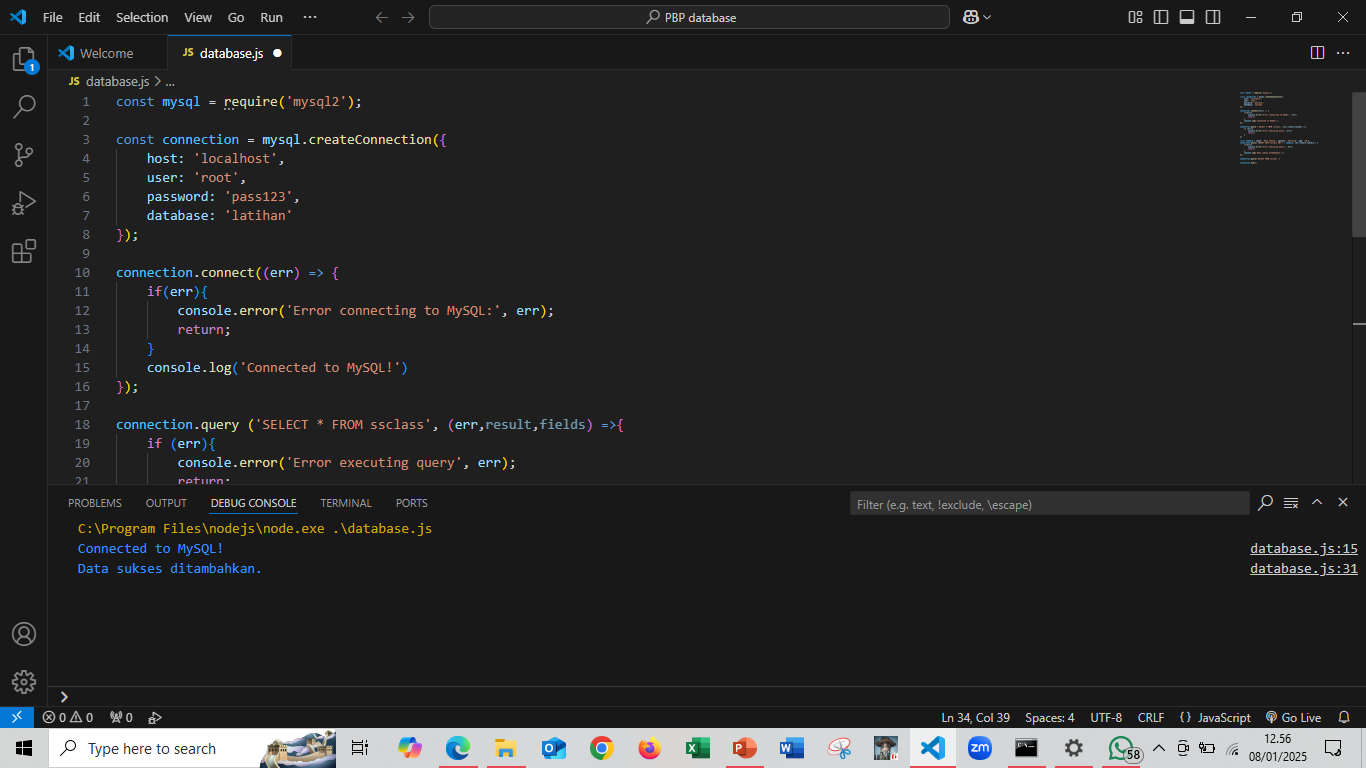 File Edit Selection View Go Run ···
PBP database
Welcome
JS database.js
JS database.js > ...
1 const mysql = require('mysql2');
2
3 const connection = mysql.createConnection({
4 host: 'localhost',
5 user: 'root',
6 password: 'pass123',
7 database: 'latihan'
8 });
9
10 connection.connect((err) => {
11 if(err){
12 console.error('Error connecting to MySQL:', err);
13 return;
14 }
15 console.log('Connected to MySQL!')
16 });
17
18 connection.query ('SELECT * FROM ssclass', (err,result,fields) =>{
19 if (err){
20 console.error('Error executing query', err);
21 return;
PROBLEMS OUTPUT DEBUG CONSOLE TERMINAL PORTS
Filter (e.g. text, !exclude, \escape)
C:\Program Files\nodejs\node.exe .\database.js
Connected to MySQL! database.js:15
Data sukses ditambahkan. database.js:31
1
0 0 0 Ln 34, Col 39 Spaces: 4 UTF-8 CRLF {} JavaScript Go Live
Type here to search
zm
58
12.56
08/01/2025